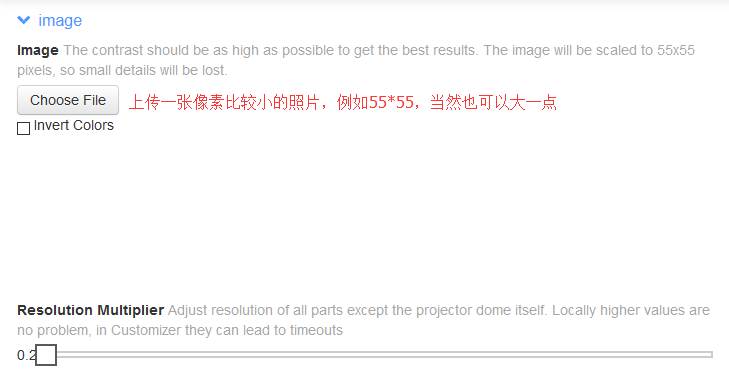 image
Image The contrast should be as high as possible to get the best results. The image will be scaled to 55x55
pixels, so small details will be lost.
Choose File 上传一张像素比较小的照片，例如55*55，当然也可以大一点
Invert Colors
Resolution Multiplier Adjust resolution of all parts except the projector dome itself. Locally higher values are
no problem, in Customizer they can lead to timeouts
0.2